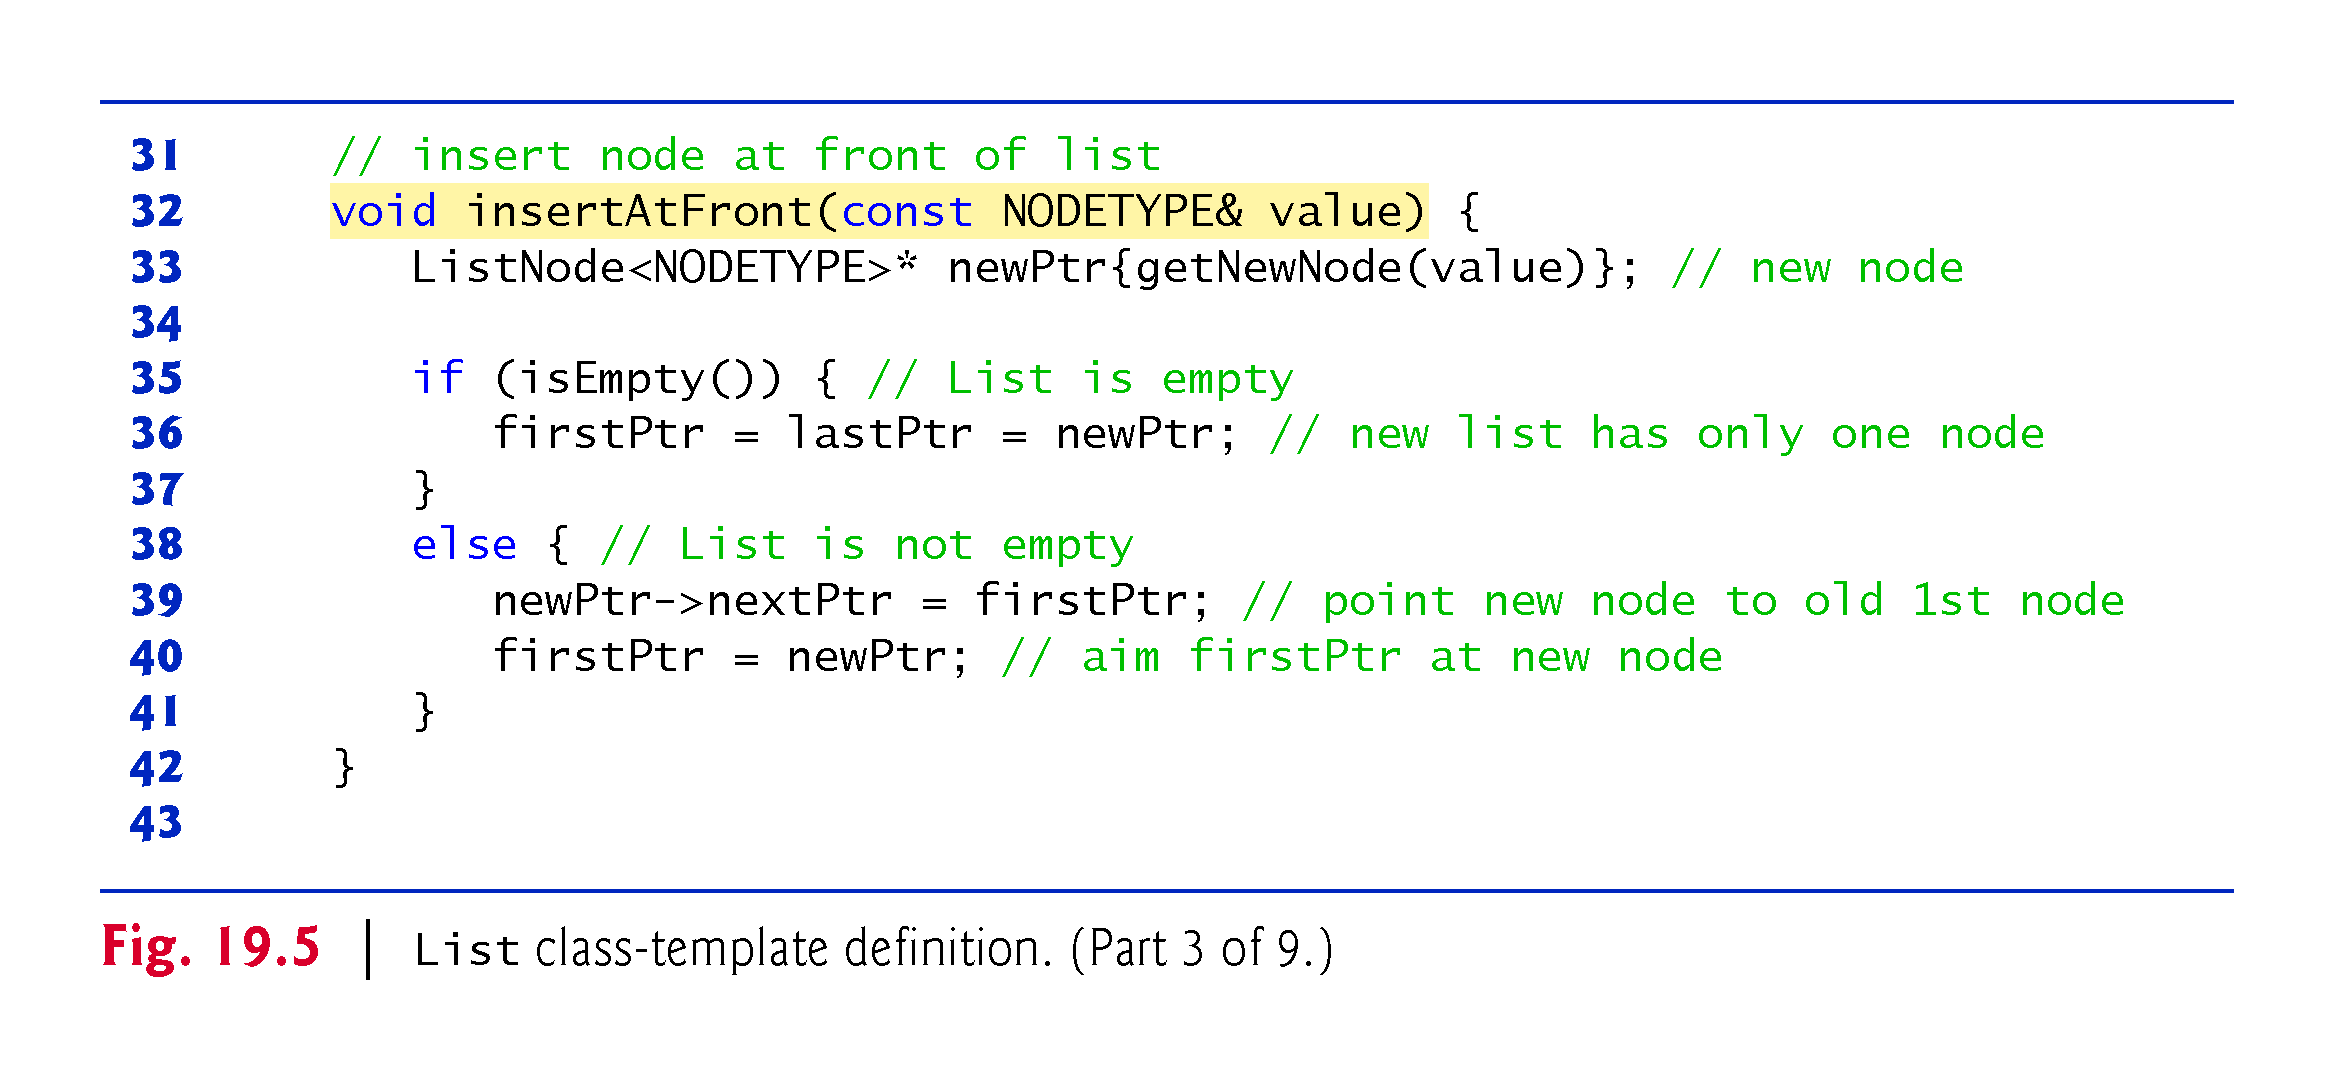 31 // insert node at front of list
32 void insertAtFront(const NODETYPE& value) {
33 ListNode<NODETYPE>* newPtr{getNewNode(value)}; // new node
34
35 if (isEmpty()) { // List is empty
36 firstPtr = lastPtr = newPtr; // new list has only one node
37 }
38 else { // List is not empty
39 newPtr->nextPtr = firstPtr; // point new node to old 1st node
40 firstPtr = newPtr; // aim firstPtr at new node
41 }
42 }
43
Fig. 19.5 | List class-template definition. (Part 3 of 9.)